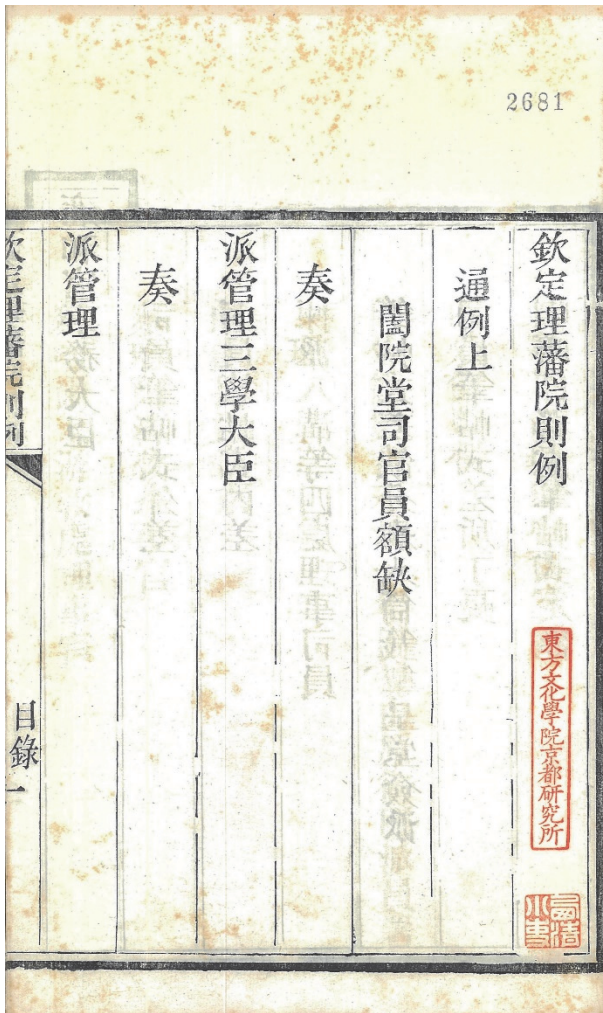 2681
欽定理藩院則例
通例上
闔院堂司官員額缺
奏
派管理三學大臣
奏
派管理
欽定理藩院則例
目錄 一
東方文化學院京都研究所